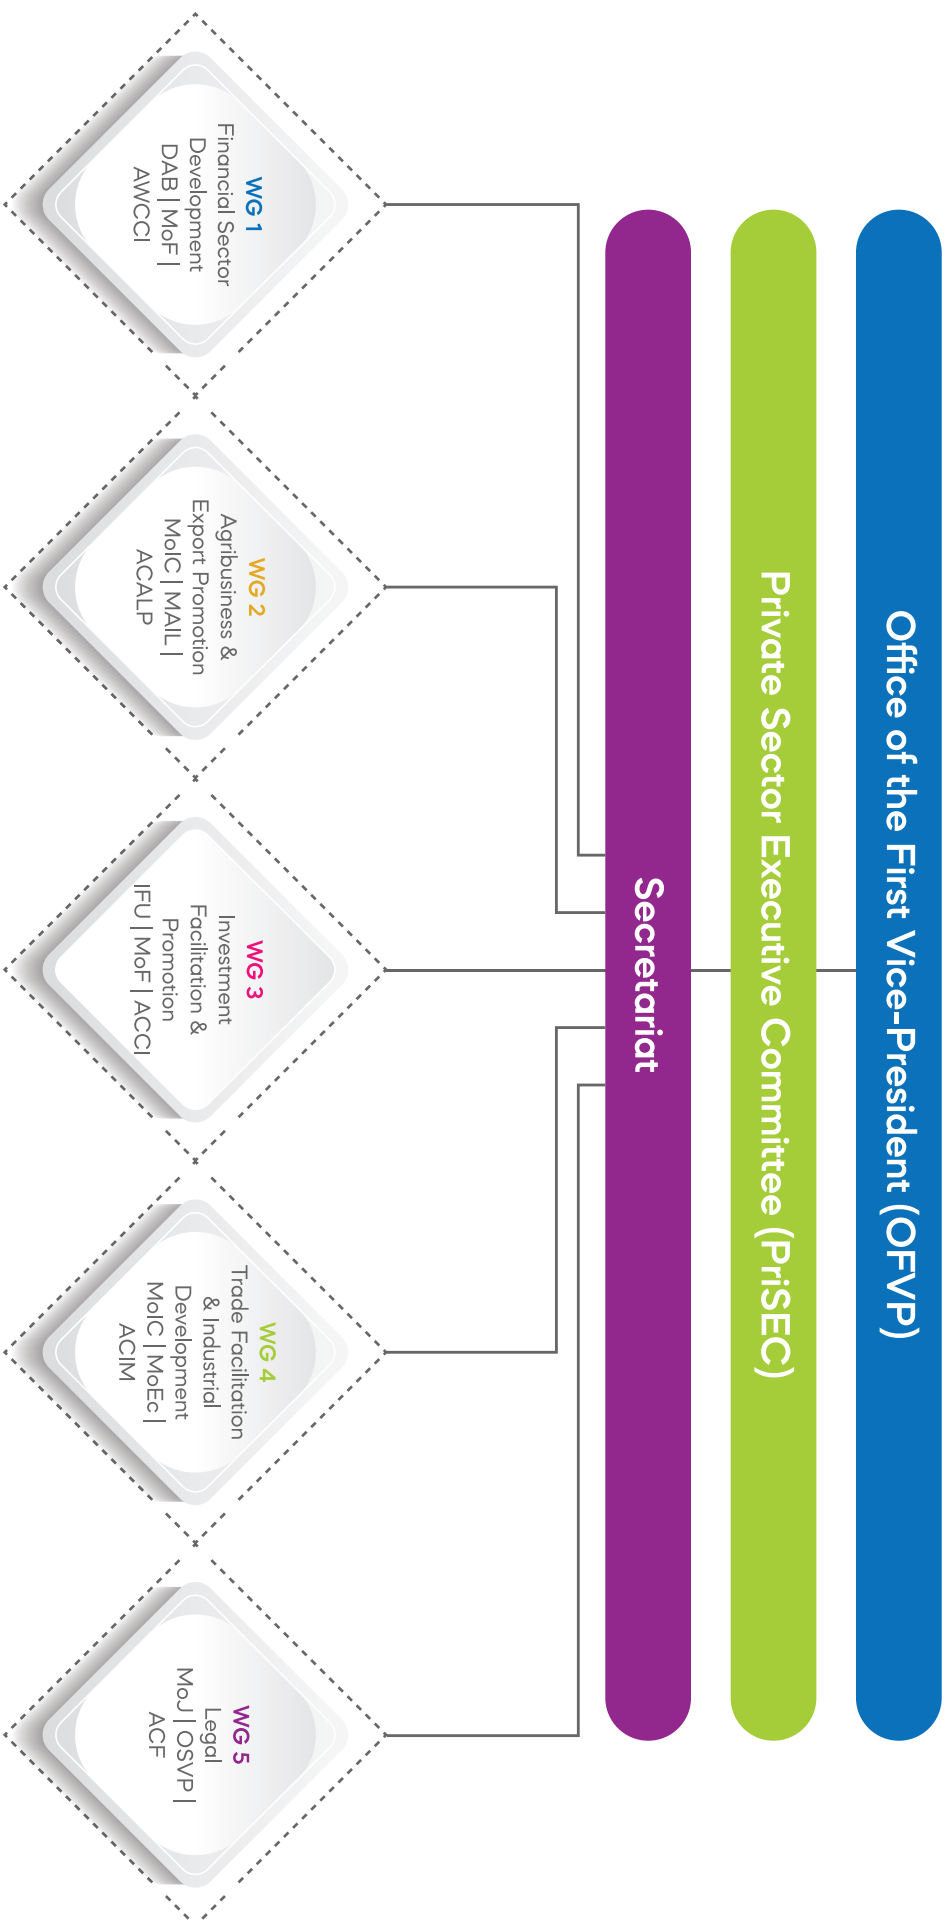 Office of the First Vice-President (OFVP)
Private Sector Executive Committee (PriSEC)
Secretariat
WG 1
Financial Sector
Development
DAB | MoF |
AWCCI
WG 2
Agribusiness &
Export Promotion
MoIC | MAIL |
ACALP
WG 3
Investment
Facilitation &
Promotion
IFU | MoF | ACCI
WG 4
Trade Facilitation
& Industrial
Development
MoIC | MoEc |
ACIM
WG 5
Legal
MoJ | OSVP |
ACF